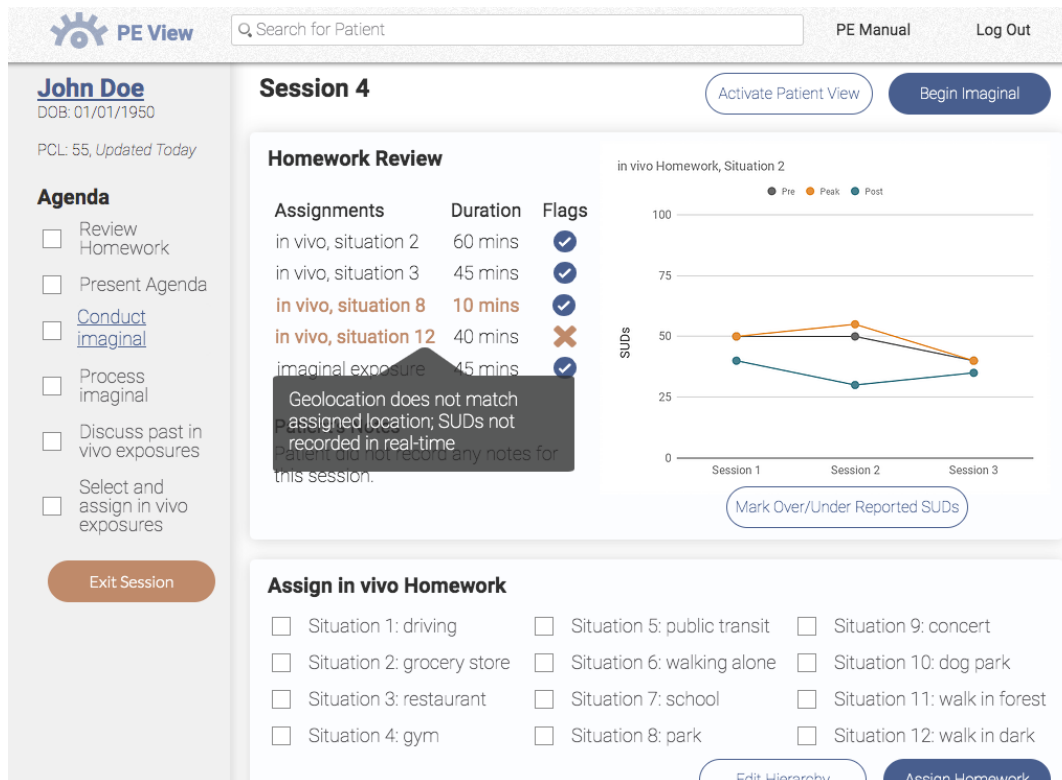 PE View
Search for Patient
PE Manual
Log Out
John Doe
DOB: 01/01/1950
PCL: 55, Updated Today
Agenda
Review
Homework
Present Agenda
Conduct
imaginal
Process
imaginal
Discuss past in
vivo exposures
Select and
assign in vivo
exposures
Exit Session
Session 4
Activate Patient View
Begin Imaginal
Homework Review
Assignments Duration Flags
in vivo, situation 2 60 mins
in vivo, situation 3 45 mins
in vivo, situation 8 10 mins
in vivo, situation 12 40 mins
imaginal exposure 45 mins
Geolocation does not match
assigned location; SUDs not
recorded in real-time
Patient's Notes
Patient did not record any notes for
this session.
in vivo Homework, Situation 2
Pre Peak Post
100
75
50
25
0
SUDs
Session 1 Session 2 Session 3
Mark Over/Under Reported SUDs
Assign in vivo Homework
Situation 1: driving
Situation 2: grocery store
Situation 3: restaurant
Situation 4: gym
Situation 5: public transit
Situation 6: walking alone
Situation 7: school
Situation 8: park
Situation 9: concert
Situation 10: dog park
Situation 11: walk in forest
Situation 12: walk in dark
Edit Hierarchy
Assign Homework